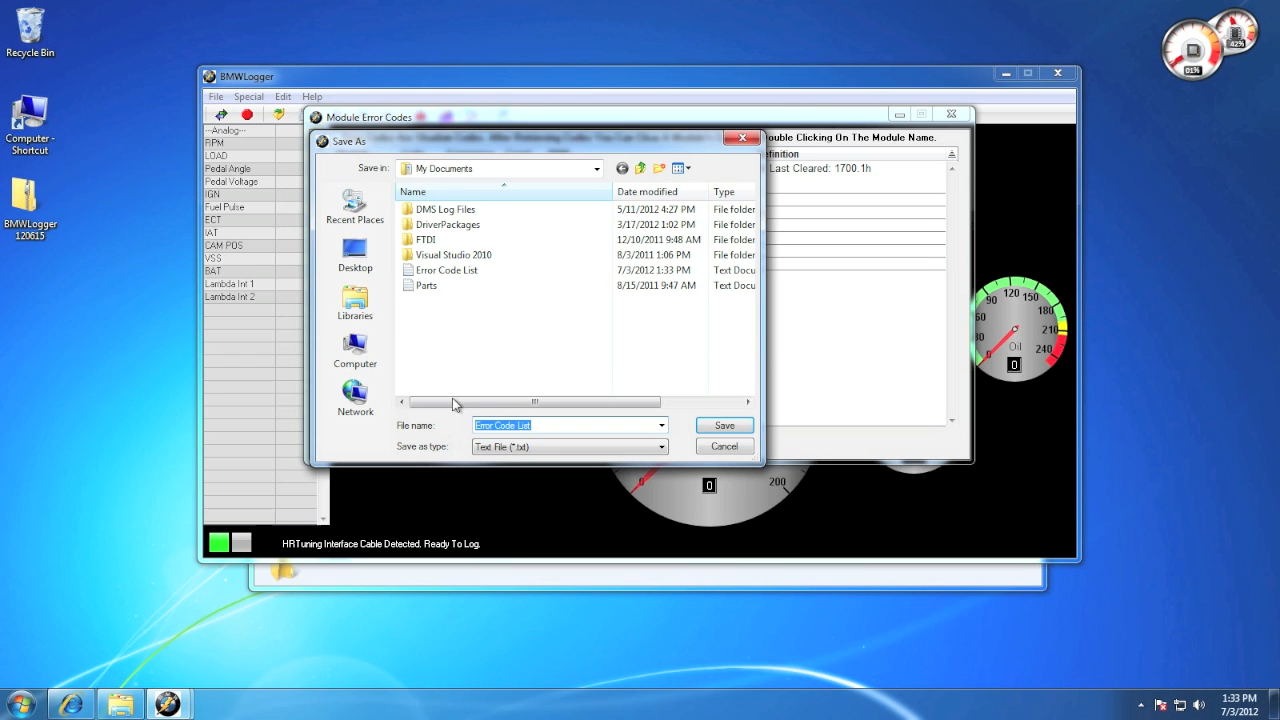 Recycle Bin
Computer -
Shortcut
BMWLogger
120615
42%
01%
BMWLogger
File Special Edit Help
---Analog---
RPM
LOAD
Pedal Angle
Pedal Voltage
IGN
Fuel Pulse
ECT
IAT
CAM POS
VSS
BAT
Lambda Int 1
Lambda Int 2
Module Error Codes
ouble Clicking On The Module Name.
efinition
Last Cleared: 1700.1h
Save As
Save in: My Documents
Name Date modified Type
DMS Log Files 5/11/2012 4:27 PM File folder
DriverPackages 3/17/2012 1:02 PM File folder
FTDI 12/10/2011 9:48 AM File folder
Visual Studio 2010 8/3/2011 1:06 PM File folder
Error Code List 7/3/2012 1:33 PM Text Docu
Parts 8/15/2011 9:47 AM Text Docu
Recent Places
Desktop
Libraries
Computer
Network
File name: Error Code List Save
Save as type: Text File (*.txt) Cancel
90 120 150
60 180
30 210
0 240
Oil
0
0 200
0
HRTuning Interface Cable Detected. Ready To Log.
1:33 PM
7/3/2012